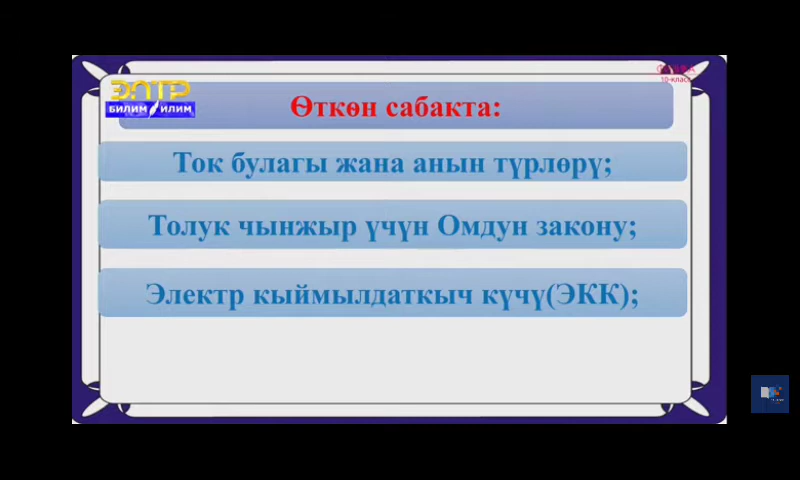 ЭЛТР
БИЛИМ ИЛИМ
10-класс
Өткөн сабакта:
Ток булагы жана анын түрлөрү;
Толук чынжыр үчүн Омдун закону;
Электр кыймылдаткыч күчү(ЭКК);